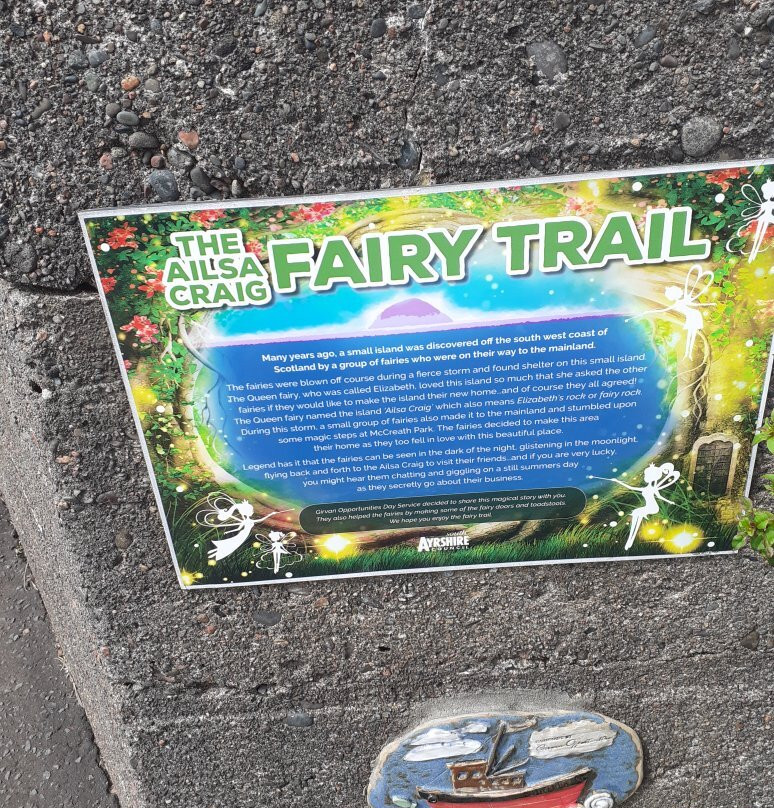 THE
AILSA
CRAIG
FAIRY TRAIL
Many years ago, a small island was discovered off the south west coast of
Scotland by a group of fairies who were on their way to the mainland.
The fairies were blown off course during a fierce storm and found shelter on this small island.
The Queen fairy, who was called Elizabeth, loved this island so much that she asked the other
fairies if they would like to make the island their new home...and of course they all agreed!
The Queen fairy named the island 'Ailsa Craig' which also means Elizabeth's rock or fairy rock.
During this storm, a small group of fairies also made it to the mainland and stumbled upon
some magic steps at McCreath Park. The fairies decided to make this area
their home as they too fell in love with this beautiful place.
Legend has it that the fairies can be seen in the dark of the night, glistening in the moonlight,
flying back and forth to the Ailsa Craig to visit their friends...and if you are very lucky,
you might hear them chatting and giggling on a still summers day
as they secretly go about their business.
Girvan Opportunities Day Service decided to share this magical story with you.
They also helped the fairies by making some of the fairy doors and toadstools.
We hope you enjoy the fairy trail.
AYRSHIRE
COUNCIL